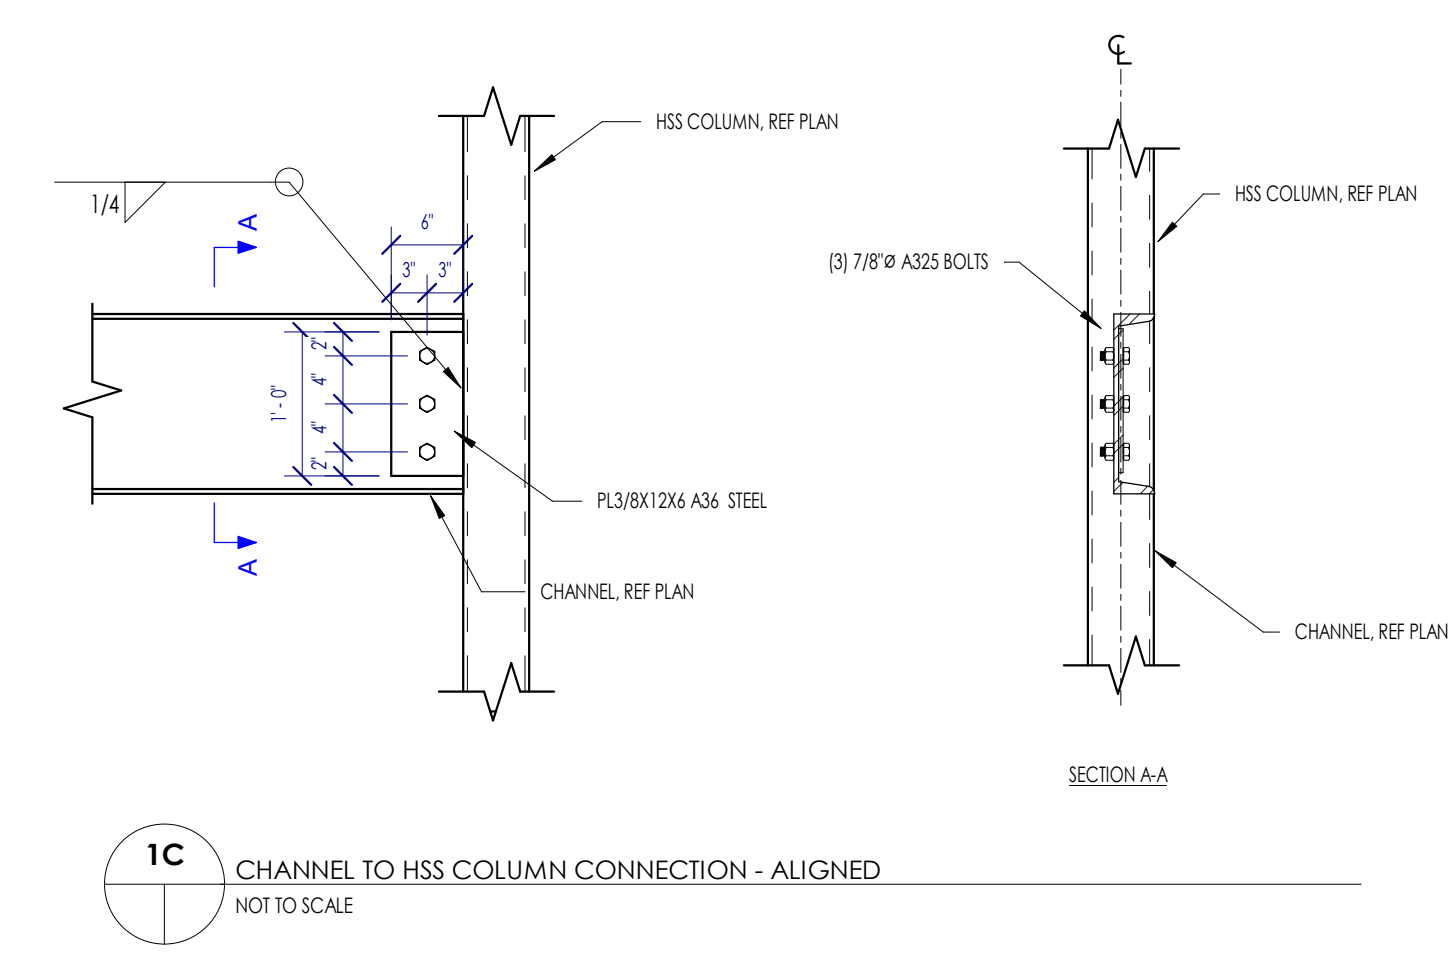 HSS COLUMN, REF PLAN
1/4
A
6"
3" 3"
HSS COLUMN, REF PLAN
(3) 7/8"Ø A325 BOLTS
2"
4"
1' - 0"
4"
2"
PL3/8X12X6 A36 STEEL
A
CHANNEL, REF PLAN
CHANNEL, REF PLAN
SECTION A-A
1C
CHANNEL TO HSS COLUMN CONNECTION - ALIGNED
NOT TO SCALE